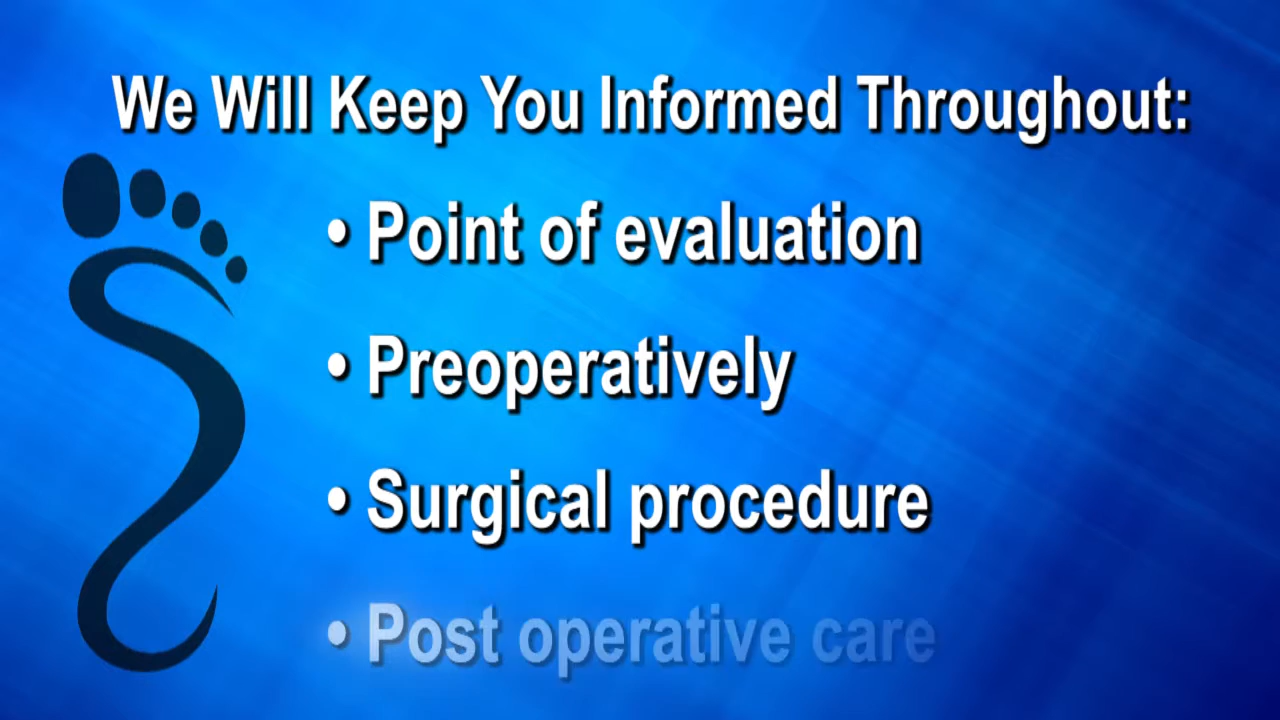 We Will Keep You Informed Throughout:
• Point of evaluation
• Preoperatively
• Surgical procedure
• Post operative care